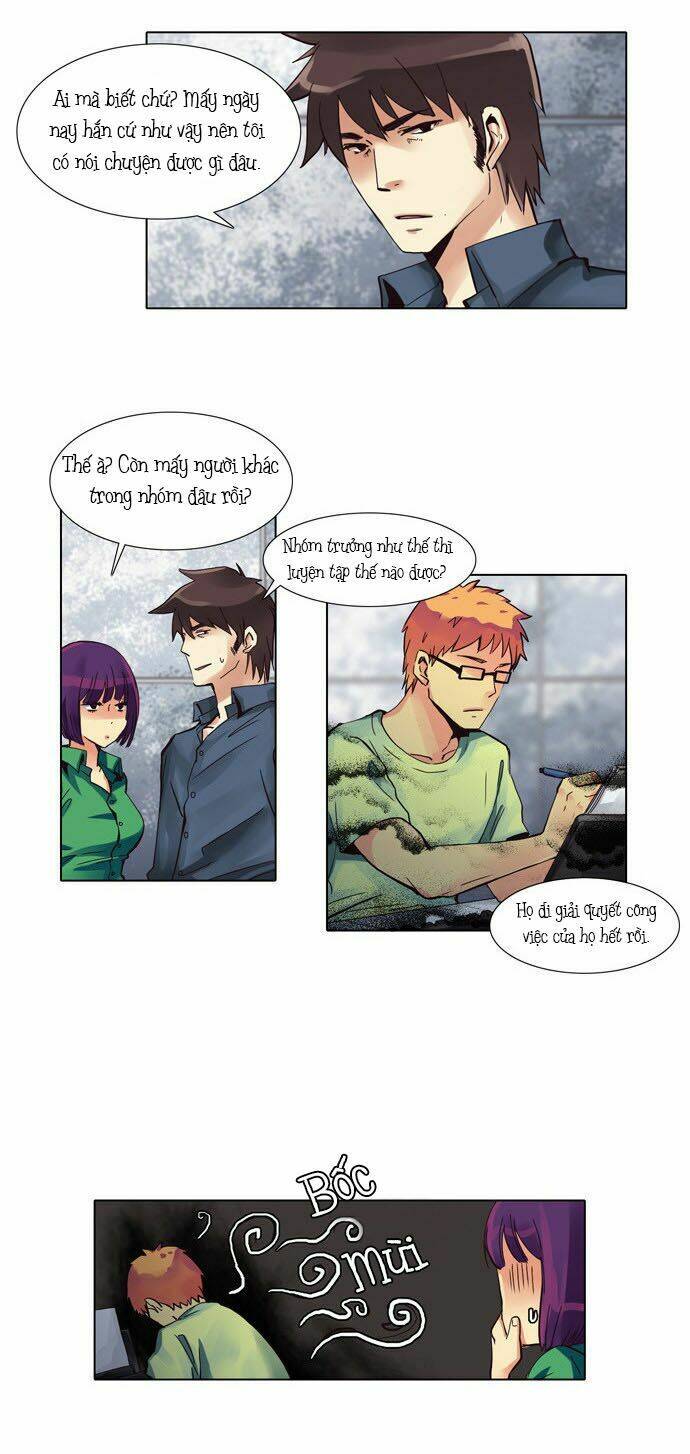 Ai mà biết chứ? Mấy ngày
nay hắn cứ như vậy nên tôi
có nói chuyện được gì đâu.
Thế à? Còn mấy người khác
trong nhóm đâu rồi?
Nhóm trưởng như thế thì
luyện tập thế nào được?
Họ đi giải quyết công
việc của họ hết rồi.
Bốc
Mùi